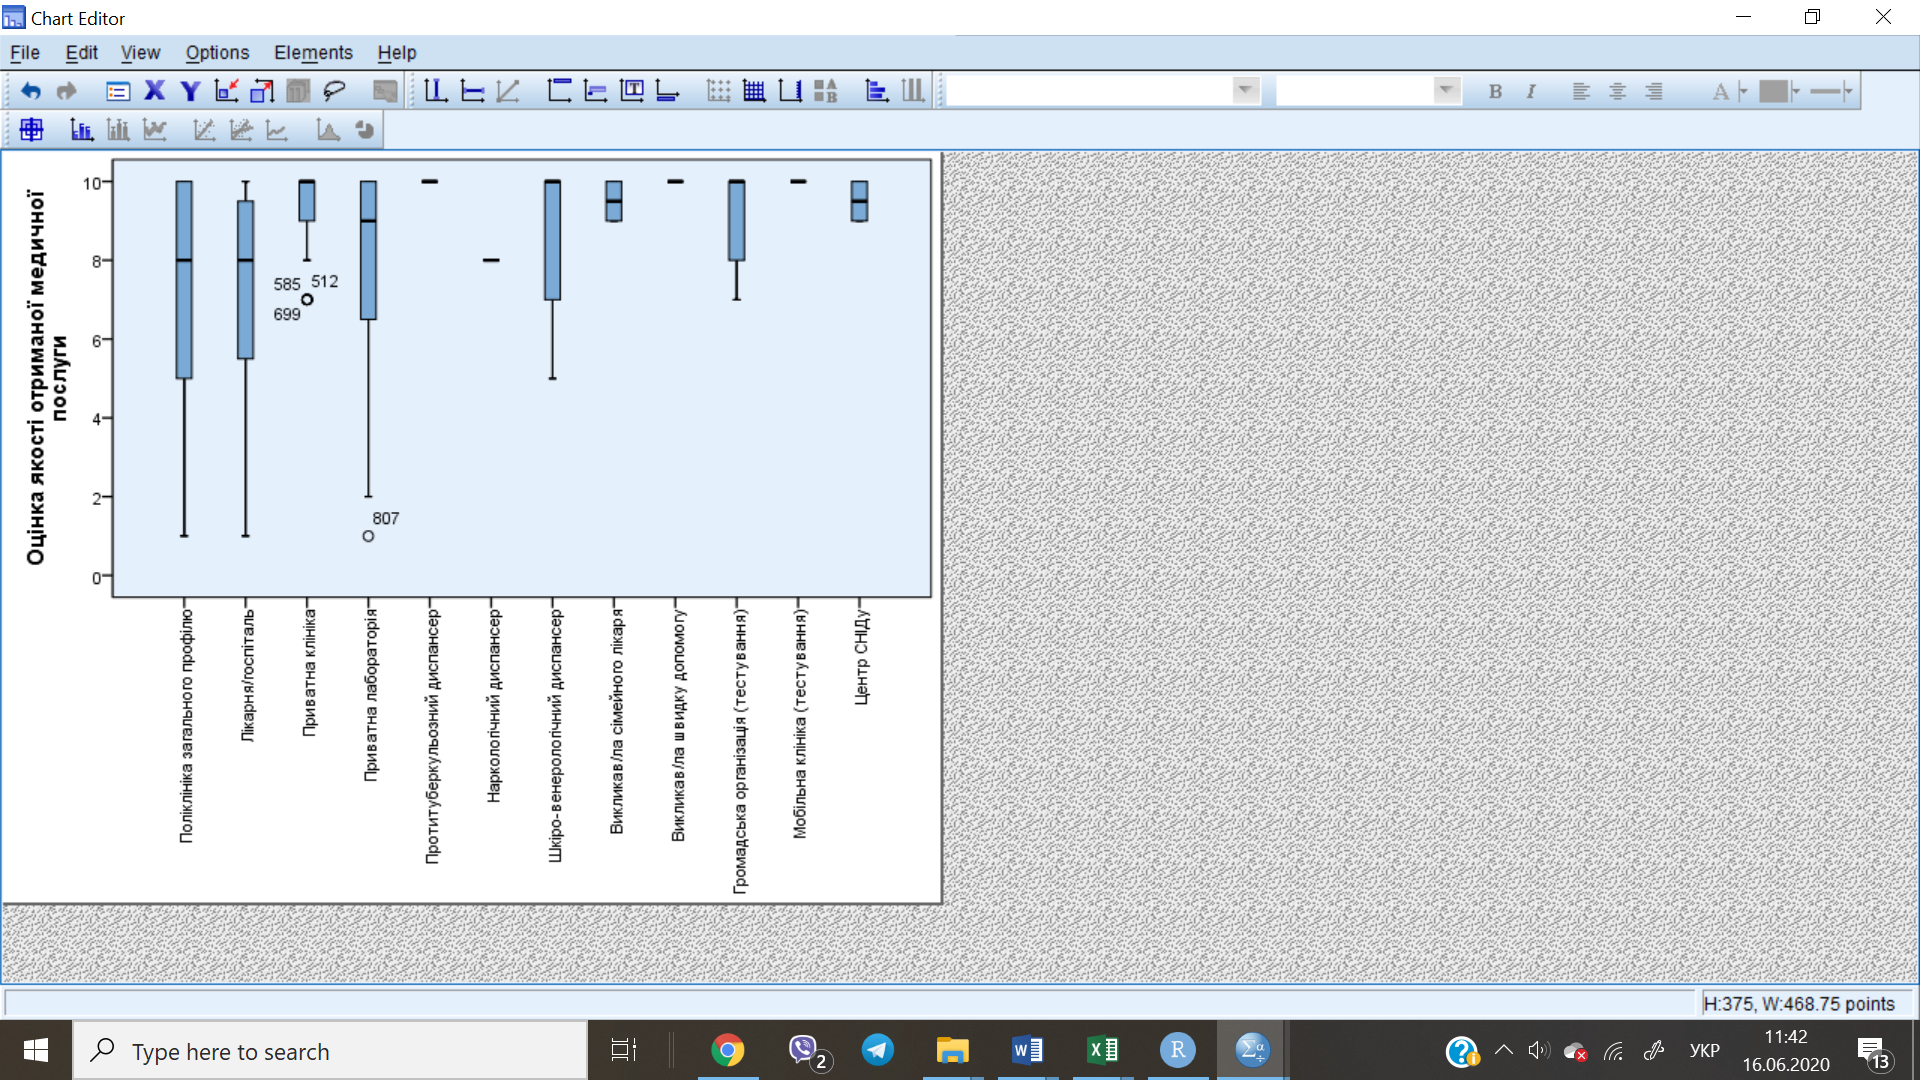 Chart Editor
File Edit View Options Elements Help
B I A
Оцінка якості отриманої медичної
послуги
10
8
6
4
2
0
585 512
699
807
Поліклініка загального профілю
Лікарня/госпіталь
Приватна клініка
Приватна лабораторія
Протитуберкульозний диспансер
Наркологічний диспансер
Шкіро-венерологічний диспансер
Викликав/ла сімейного лікаря
Викликав/ла швидку допомогу
Громадська організація (тестування)
Мобільна клініка (тестування)
Центр СНІДу
H:375, W:468.75 points
Type here to search
2
УКР
11:42
16.06.2020
13